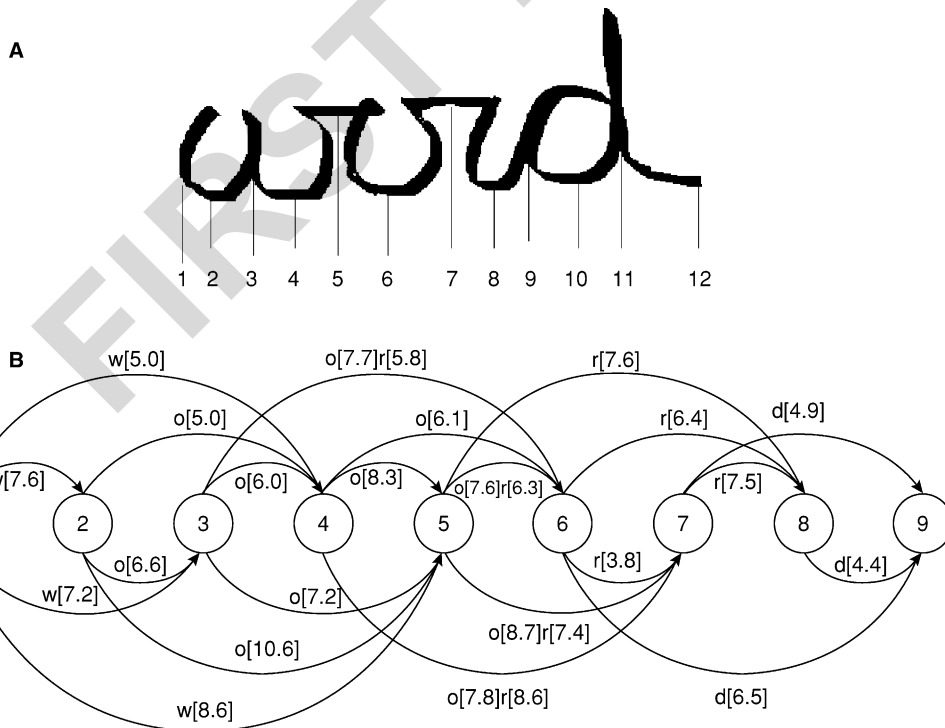 FIRST
A
word
1 2 3 4 5 6 7 8 9 10 11 12
B
w[5.0] o[7.7]r[5.8] r[7.6]
d[4.9]
o[5.0] o[6.1] r[6.4]
[7.6] o[6.0] o[8.3] o[7.6]r[6.3] r[7.5]
2 3 4 5 6 7 8 9
o[6.6] r[3.8] d[4.4]
w[7.2] o[7.2]
o[8.7]r[7.4]
o[10.6]
w[8.6] o[7.8]r[8.6] d[6.5]